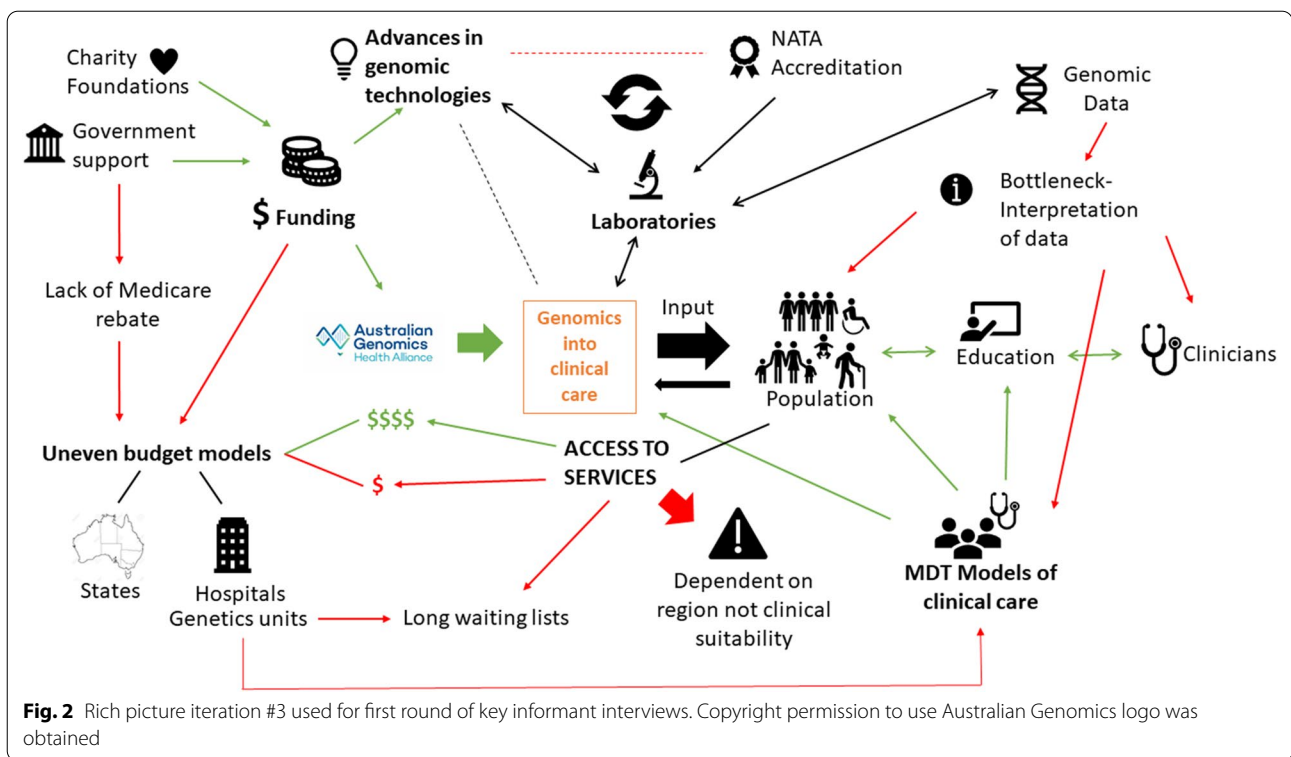 Charity
Foundations
Advances in
genomic
technologies
NATA
Accreditation
Genomic
Data
Government
support
$ Funding
Laboratories
i
Bottleneck-
Interpretation
of data
Lack of Medicare
rebate
Australian
Genomics
Health Alliance
Genomics
into
clinical
care
Input
Population
Education
Clinicians
Uneven budget models
$$$$
$
ACCESS TO
SERVICES
States
Hospitals
Genetics units
Long waiting lists
Dependent on
region not clinical
suitability
MDT Models of
clinical care
Fig. 2 Rich picture iteration #3 used for first round of key informant interviews. Copyright permission to use Australian Genomics logo was
obtained